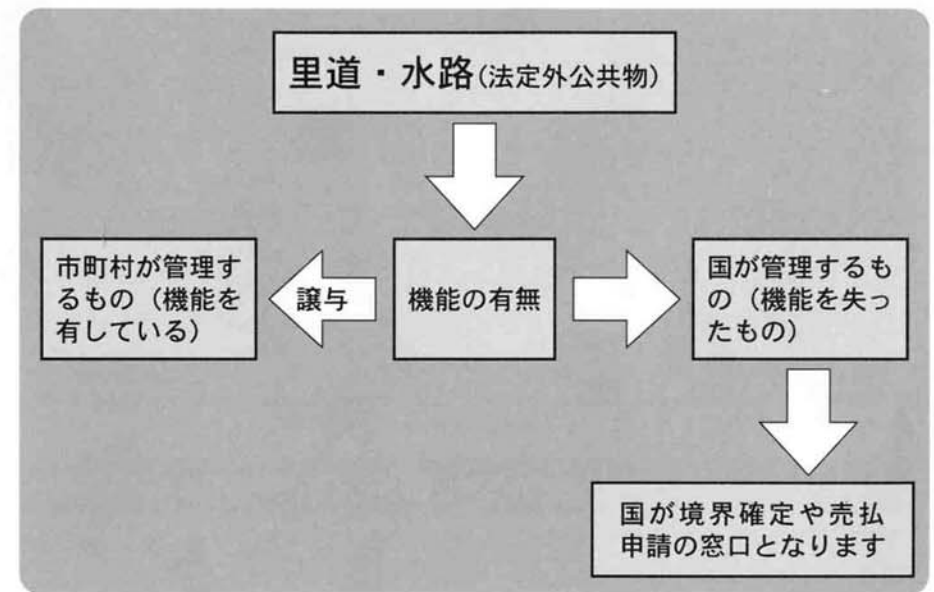 里道・水路(法定外公共物)
市町村が管理す
るもの（機能を
有している）
譲与
機能の有無
国が管理するも
の（機能を失っ
たもの）
国が境界確定や売払
申請の窓口となります